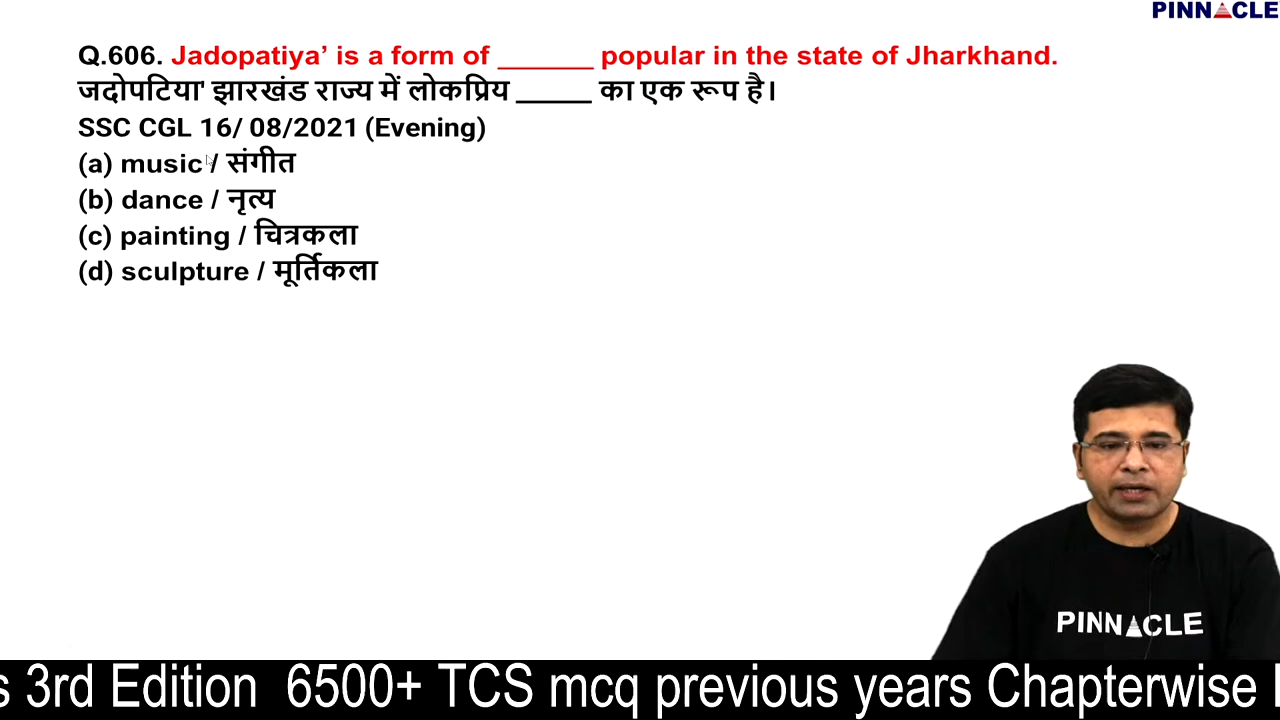 PINNACLE
Q.606. Jadopatiya’ is a form of _______ popular in the state of Jharkhand.
जदोपटिया' झारखंड राज्य में लोकप्रिय ______ का एक रूप है।
SSC CGL 16/ 08/2021 (Evening)
(a) music / संगीत
(b) dance / नृत्य
(c) painting / चित्रकला
(d) sculpture / मूर्तिकला
PINNACLE
s 3rd Edition 6500+ TCS mcq previous years Chapterwise